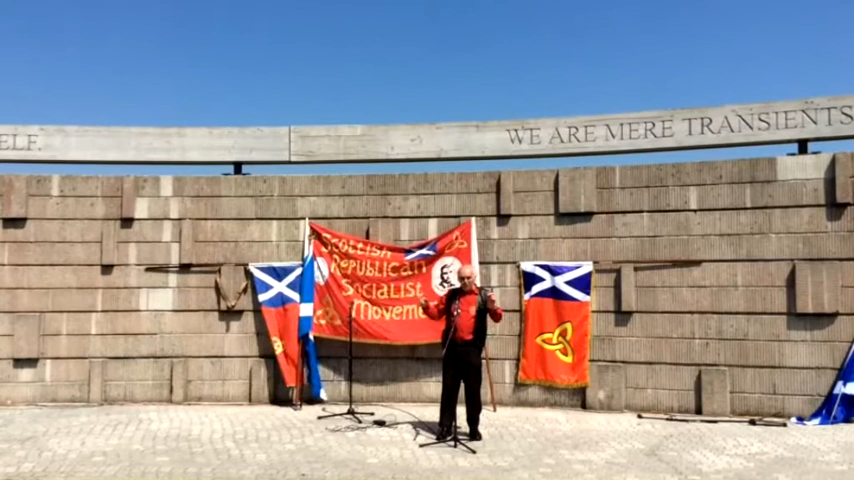 ELF.
WE ARE MERE TRANSIENTS
Scottish
Republican
Socialist
Movement